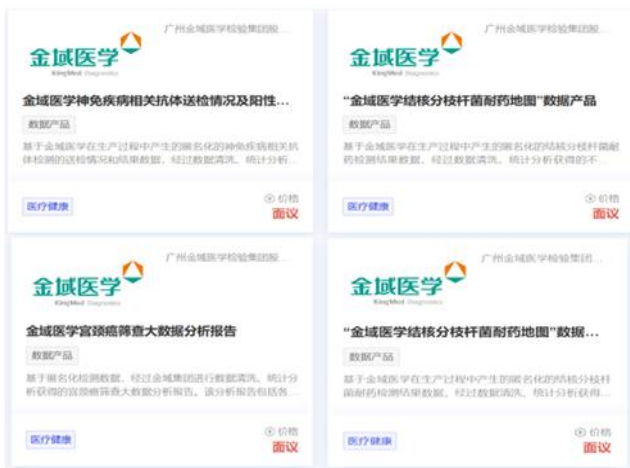 广州金域医学检验集团股...
金域医学
KingMed Diagnostics
金域医学神免疾病相关抗体送检情况及阳性...
数据产品
基于金域医学在生产过程中产生的匿名化的神免疾病相关抗
体检测的送检情况和结果数据，经过数据清洗、统计分析...
医疗健康
价格
面议
广州金域医学检验集团股...
金域医学
KingMed Diagnostics
“金域医学结核分枝杆菌耐药地图”数据产品
数据产品
基于金域医学在生产过程中产生的匿名化的结核分枝杆菌耐
药检测结果数据，经过数据清洗、统计分析获得的不...
医疗健康
价格
面议
广州金域医学检验集团股...
金域医学
KingMed Diagnostics
金域医学宫颈癌筛查大数据分析报告
数据产品
基于匿名化检测数据，经过金域集团进行数据清洗、统计分
析获得的宫颈癌筛查大数据分析报告。该分析报告包括各...
医疗健康
价格
面议
广州金域医学检验集团...
金域医学
KingMed Diagnostics
“金域医学结核分枝杆菌耐药地图”数据...
数据产品
基于金域医学在生产过程中产生的匿名化的结核分枝杆
菌耐药检测结果数据，经过数据清洗、统计分析获得...
医疗健康
价格
面议